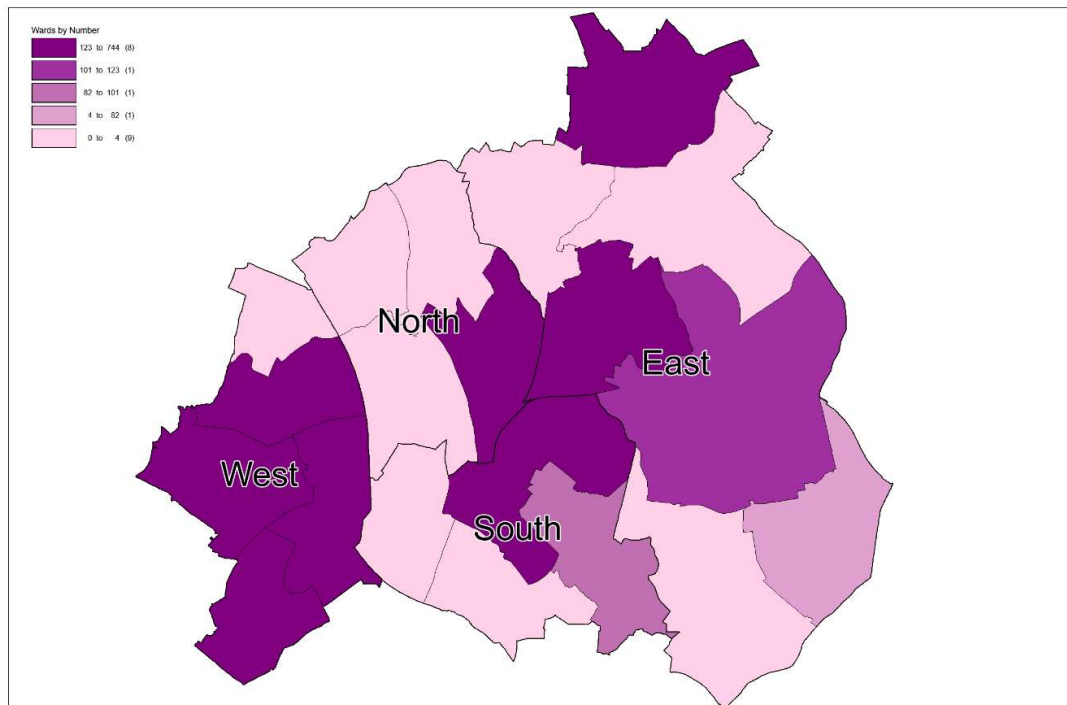 Wards by Number
123 to 744 (8)
101 to 123 (1)
82 to 101 (1)
4 to 82 (1)
0 to 4 (9)
North
East
West
South